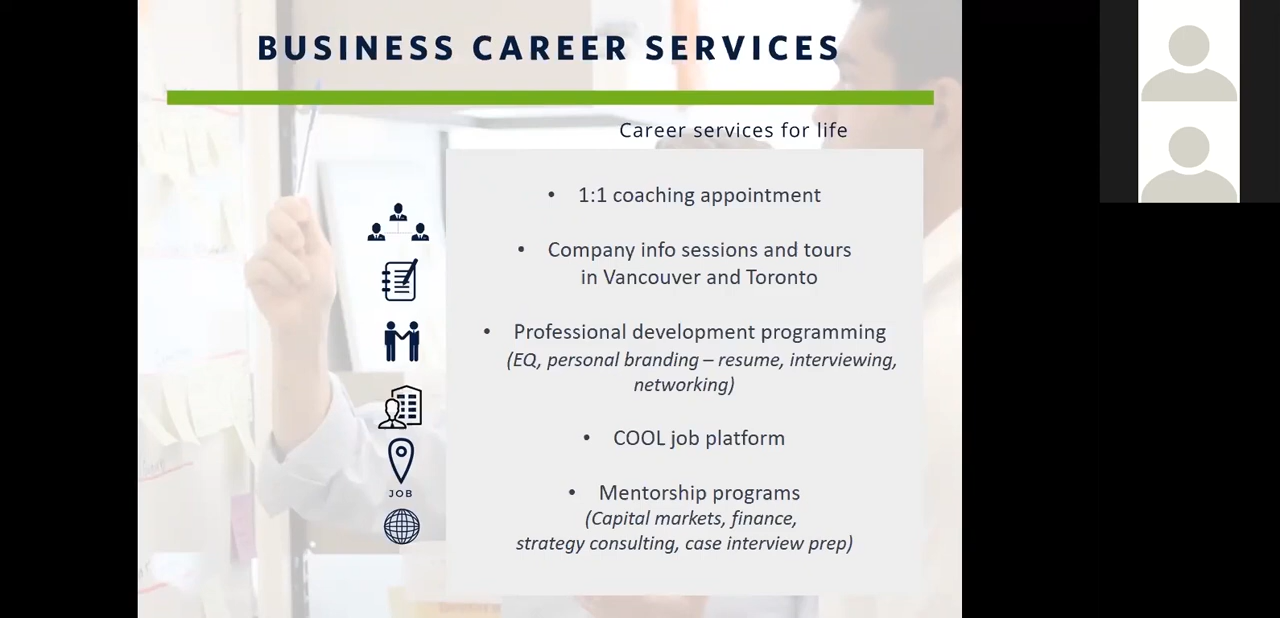 BUSINESS CAREER SERVICES
Career services for life
• 1:1 coaching appointment
• Company info sessions and tours
in Vancouver and Toronto
• Professional development programming
(EQ, personal branding – resume, interviewing,
networking)
• COOL job platform
• Mentorship programs
(Capital markets, finance,
strategy consulting, case interview prep)
JOB